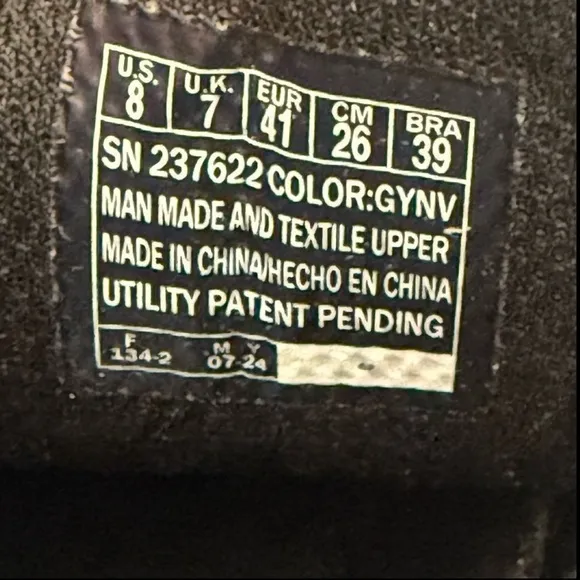 U.S. U.K. EUR CM BRA
8 7 41 26 39
SN 237622 COLOR:GYNV
MAN MADE AND TEXTILE UPPER
MADE IN CHINA/HECHO EN CHINA
UTILITY PATENT PENDING
F M Y
134-2 07-24